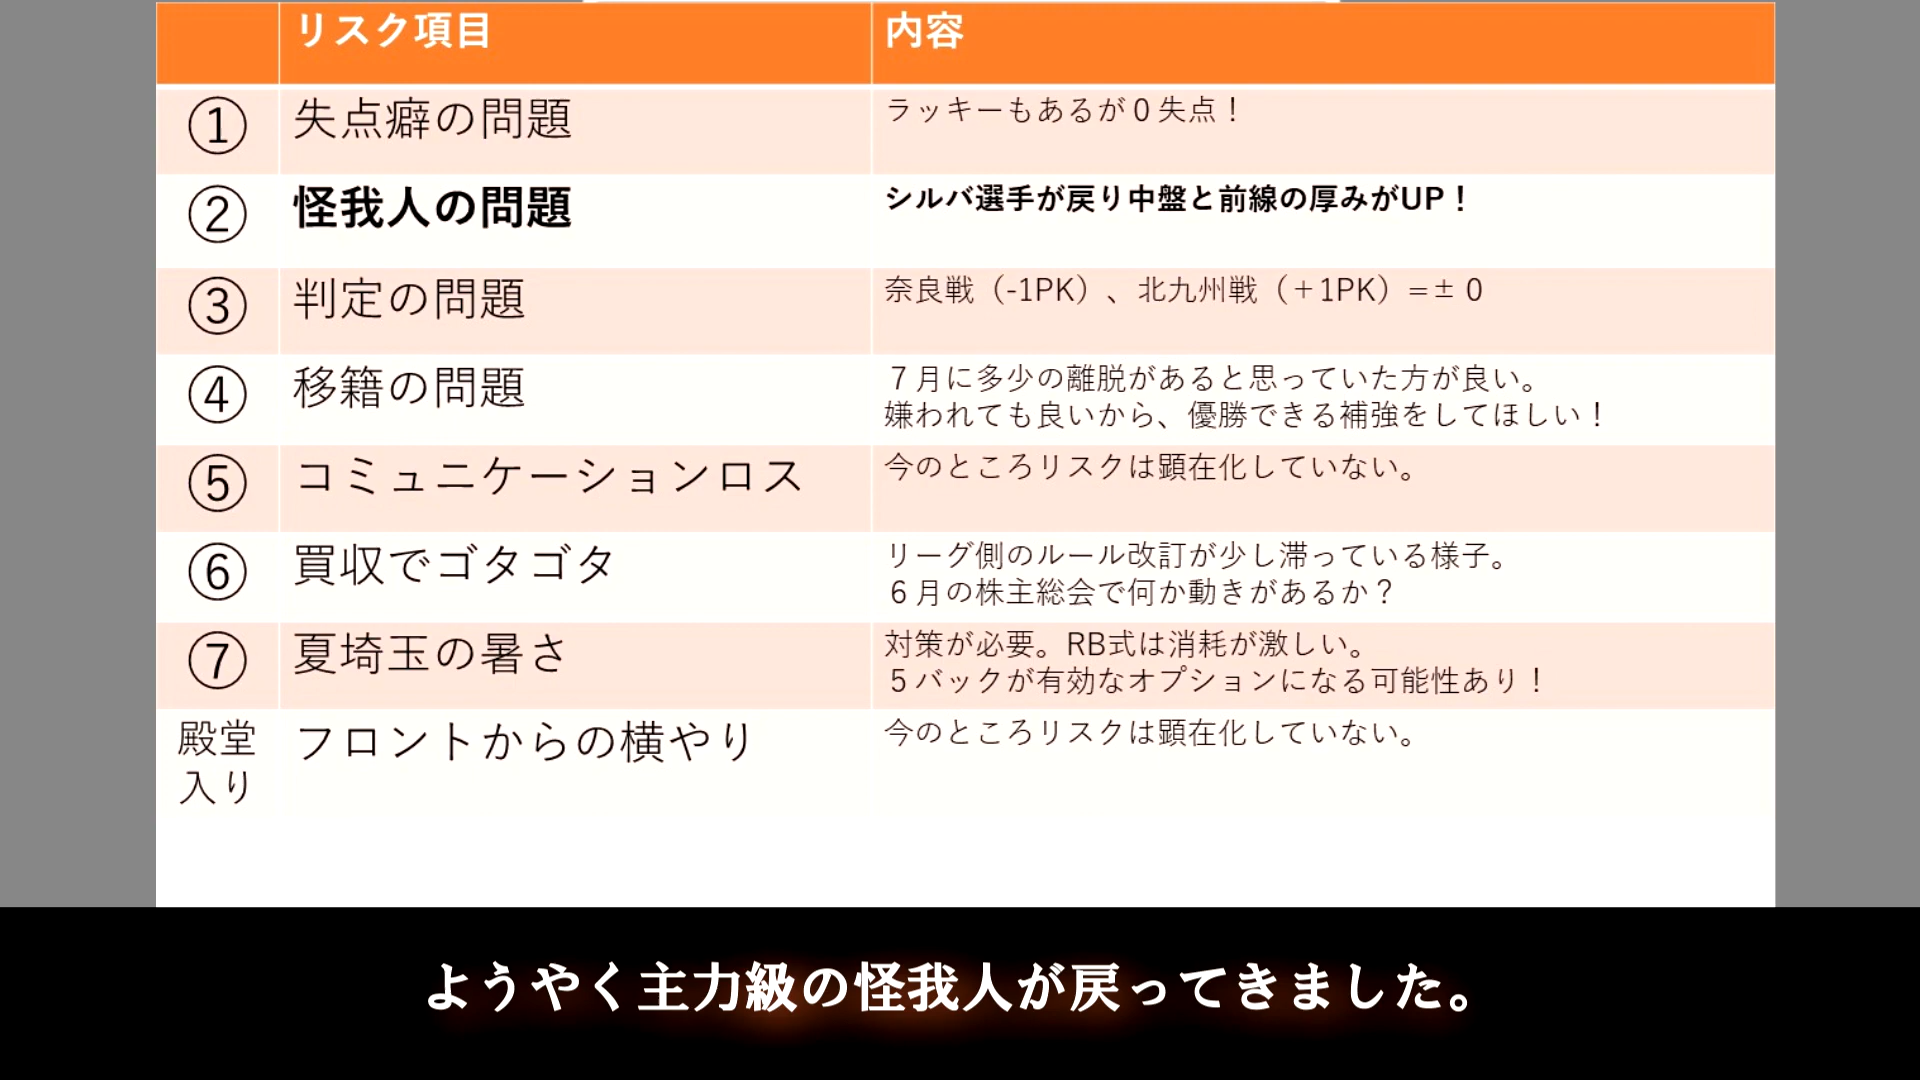 リスク項目 内容
① 失点癖の問題 ラッキーもあるが０失点！
② 怪我人の問題 シルバ選手が戻り中盤と前線の厚みがUP！
③ 判定の問題 奈良戦（-1PK）、北九州戦（＋1PK）＝±０
④ 移籍の問題 ７月に多少の離脱があると思っていた方が良い。
嫌われても良いから、優勝できる補強をしてほしい！
⑤ コミュニケーションロス 今のところリスクは顕在化していない。
⑥ 買収でゴタゴタ リーグ側のルール改訂が少し滞っている様子。
６月の株主総会で何か動きがあるか？
⑦ 夏埼玉の暑さ 対策が必要。RB式は消耗が激しい。
５バックが有効なオプションになる可能性あり！
殿堂 フロントからの横やり 今のところリスクは顕在化していない。
入り
ようやく主力級の怪我人が戻ってきました。